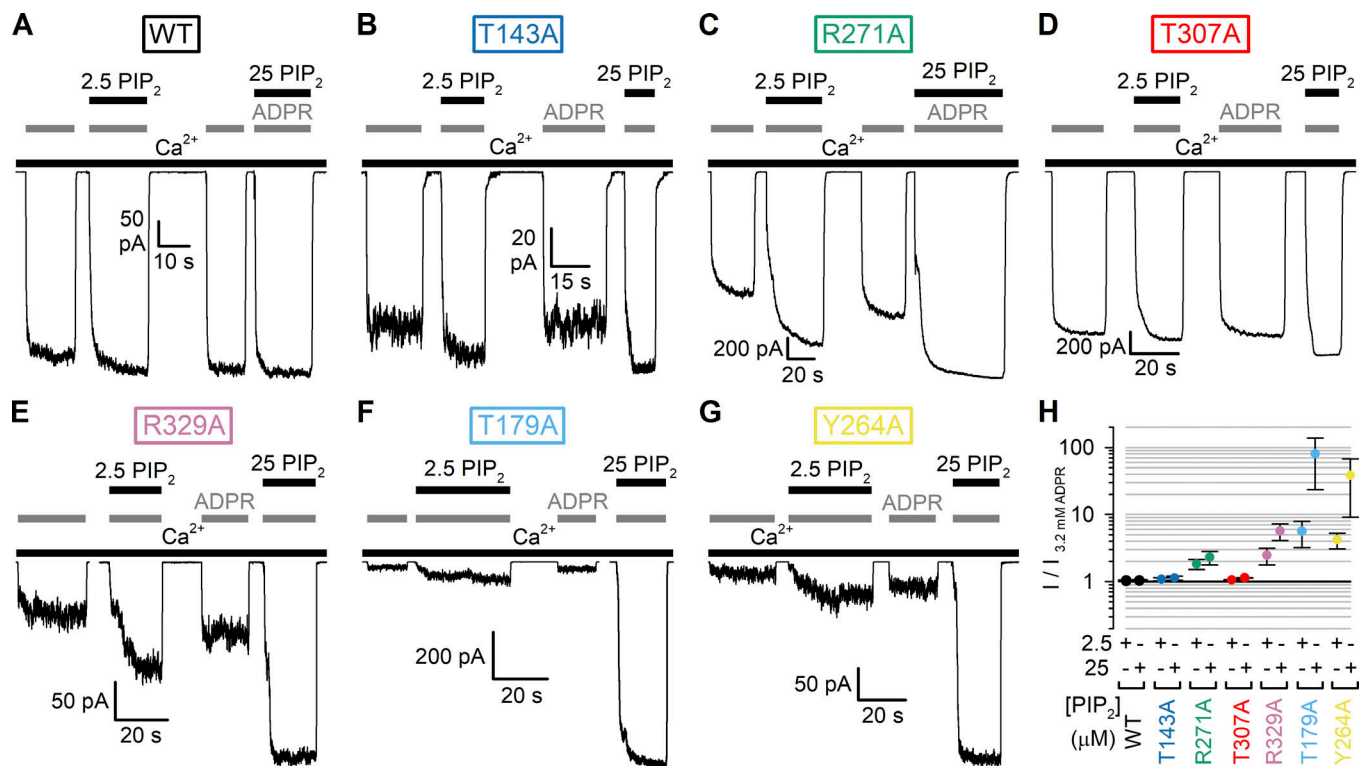 A WT
2.5 PIP2 25 PIP2
ADPR
Ca2+
50 pA
10 s
B T143A
2.5 PIP2 25 PIP2
ADPR
Ca2+
20 pA
15 s
C R271A
2.5 PIP2 25 PIP2
ADPR
Ca2+
200 pA
20 s
D T307A
2.5 PIP2 25 PIP2
ADPR
Ca2+
200 pA
20 s
E R329A
2.5 PIP2 25 PIP2
ADPR
Ca2+
50 pA
20 s
F T179A
2.5 PIP2 25 PIP2
ADPR
Ca2+
200 pA
20 s
G Y264A
2.5 PIP2 25 PIP2
ADPR
Ca2+
50 pA
20 s
H
I / I 3.2 mM ADPR
100
10
1
2.5 + - + - + - + - + - + - + -
25 - + - + - + - + - + - + - +
[PIP2]
(µM)
WT
T143A
R271A
T307A
R329A
T179A
Y264A